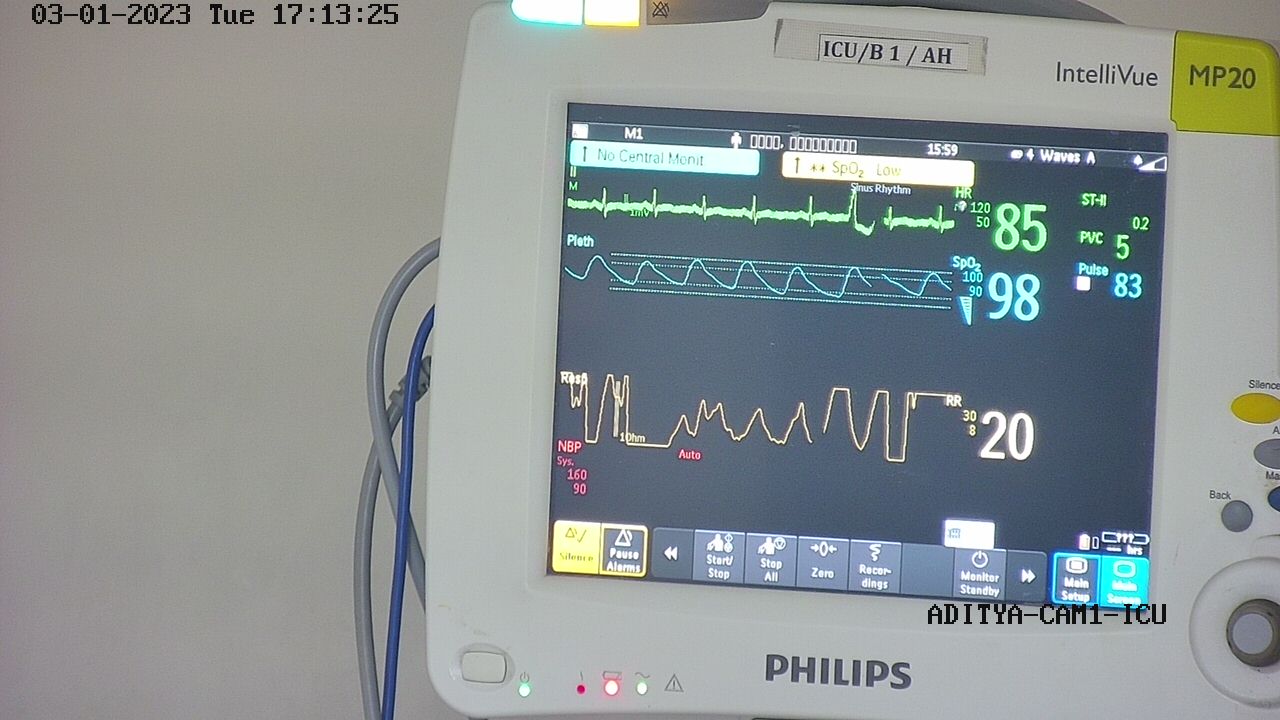 03-01-2023 Tue 17:13:25
ICU/B 1 / AH
IntelliVue MP20
M1
15:59
4 Waves A
No Central Monit
** SpO₂ Low
II
M
1mV
Sinus Rhythm
HR
120
50
85
ST-II
0.2
PVC 5
Pleth
SpO₂
100
90
98
Pulse
83
Resp
1Ohm
RR
30
8
20
NBP
Auto
Sys.
160
90
Silence
Pause Alarms
Start/ Stop
Stop All
Zero
Recor- dings
Monitor Standby
Main Setup
Main Screen
??? 
--- hrs
ADITYA-CAM1-ICU
Silence
Back
PHILIPS